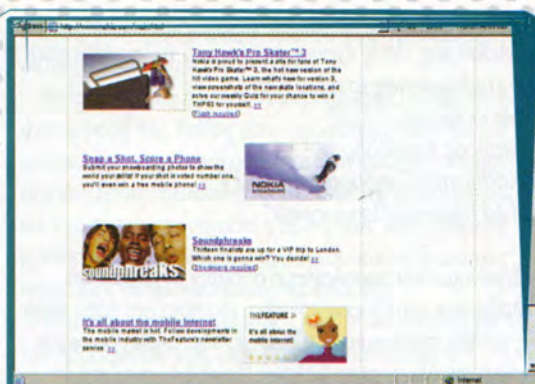 Tony Hawk's Pro Skater™ 3
Nokia is proud to present a site for fans of Tony
Hawk's Pro Skater™ 3, the hot new version of the
hit video game. Learn what's new for version 3,
view screenshots of the new skate locations, and
solve our weekly Quiz for your chance to win a
for yourself. >>
(Flash required)
Snap a Shot, Score a Phone
Submit your snowboarding photos to show the
world your skills! If your shot is voted number one,
you'll even win a free mobile phone! >>
NOKIA
Soundphreaks
Thirteen finalists are up for a VIP trip to London.
Which one is gonna win? You decide! >>
(Shockwave required)
soundphreaks
It's all about the mobile Internet
The mobile market is hot. Follow developments in
the mobile industry with TheFeature's newsletter
service. >>
THEFEATURE >
It's all about the
mobile Internet!
Internet